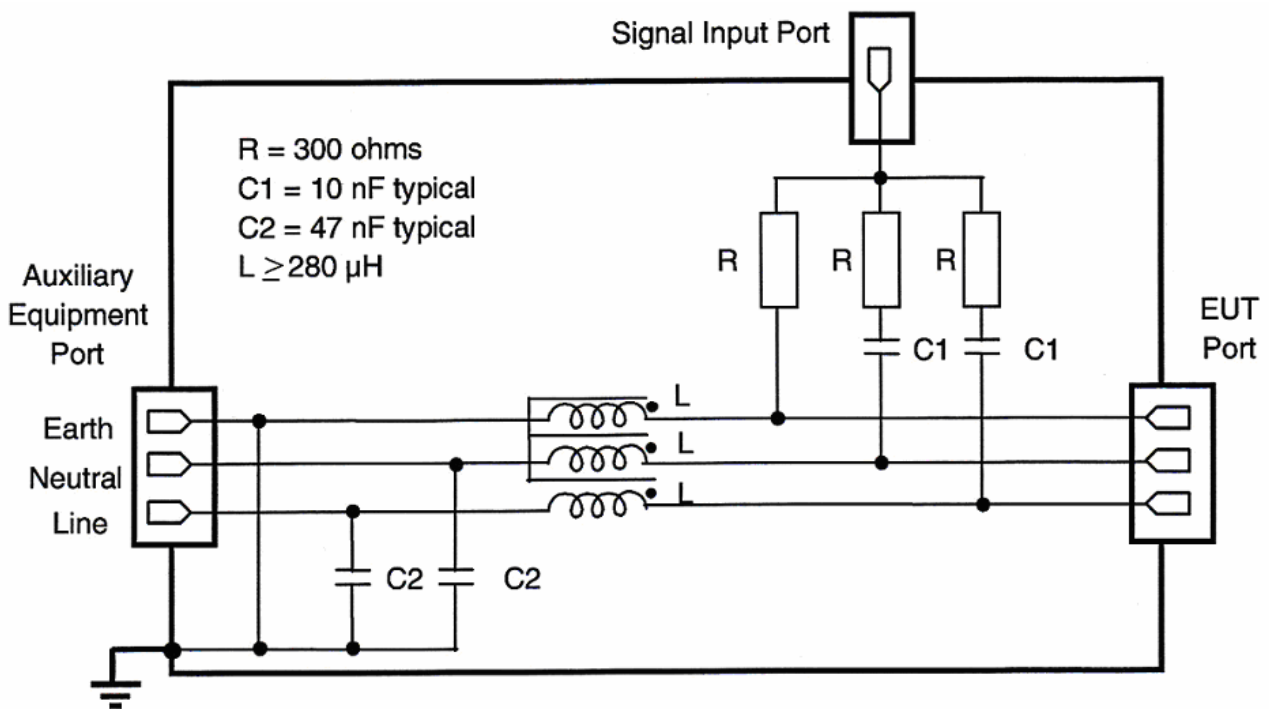 Signal Input Port
R = 300 ohms
C1 = 10 nF typical
C2 = 47 nF typical
L ≥ 280 µH
Auxiliary
Equipment
Port
R
R
R
EUT
Port
C1
C1
L
Earth
L
Neutral
L
Line
C2
C2